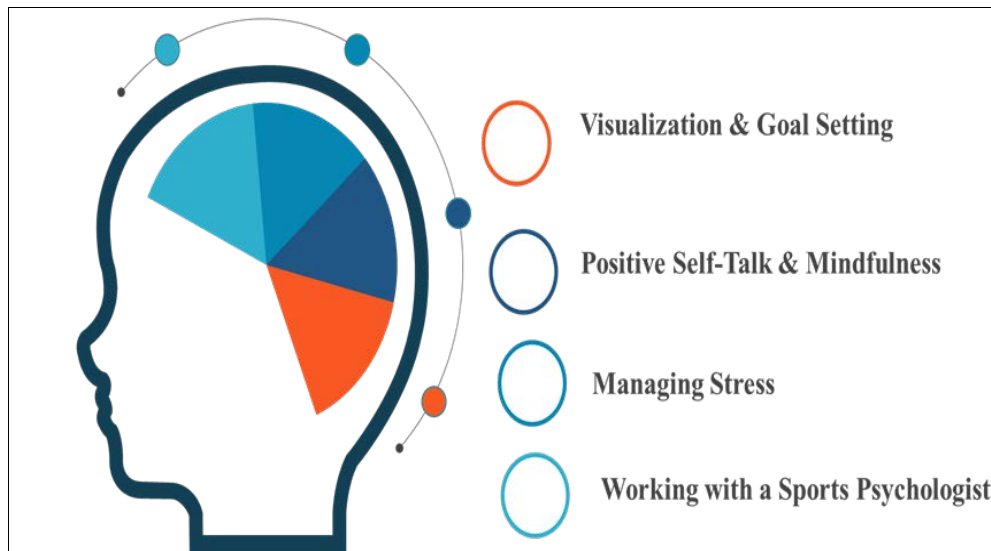 Visualization & Goal Setting
Positive Self-Talk & Mindfulness
Managing Stress
Working with a Sports Psychologist